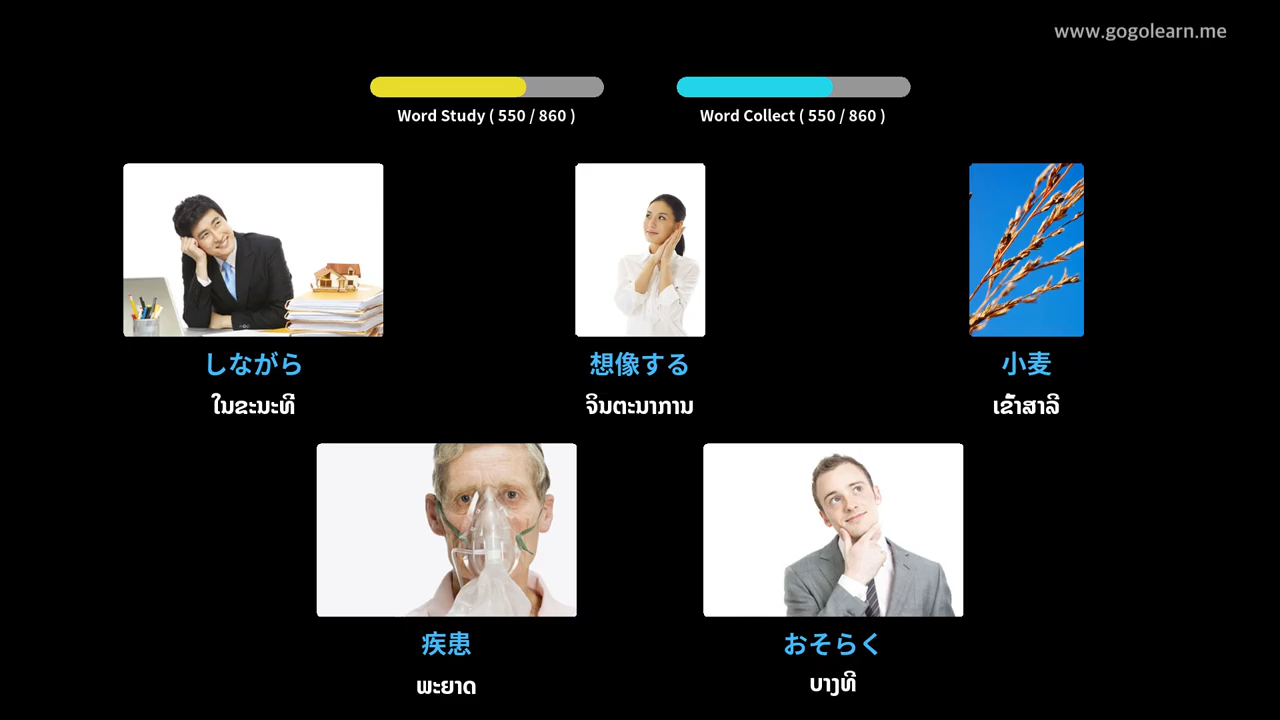 www.gogolearn.me
Word Study ( 550 / 860 )
Word Collect ( 550 / 860 )
しながら
ໃນຂະນະທີ
想像する
ຈິນຕະນາການ
小麦
ເຂົ້າສາລີ
疾患
ພະຍາດ
おそらく
ບາງທີ